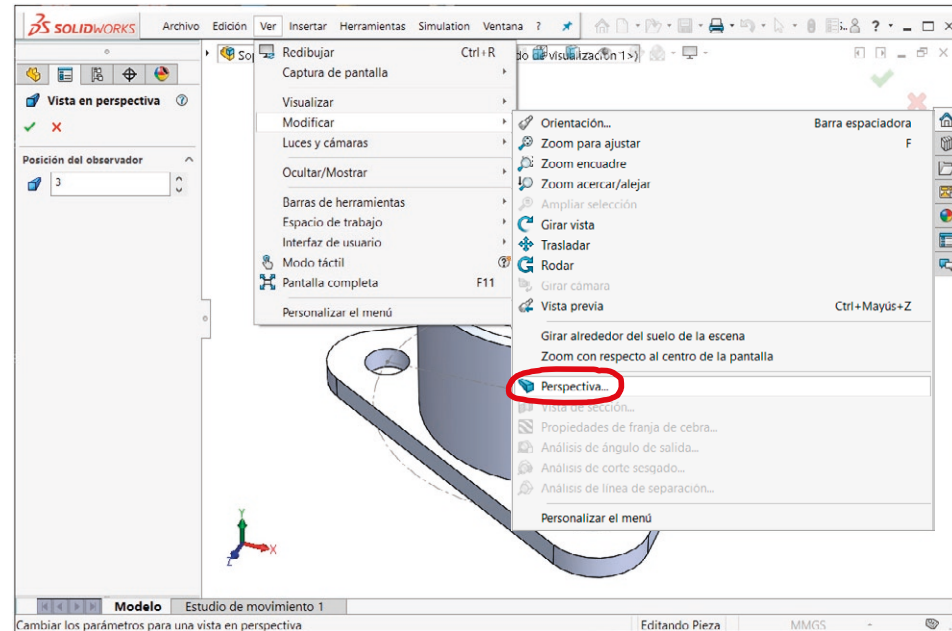 SOLIDWORKS Archivo Edición Ver Insertar Herramientas Simulation Ventana ?
Vista en perspectiva
Posición del observador
3
Redibujar Ctrl+R
Captura de pantalla
Visualizar
Modificar
Luces y cámaras
Ocultar/Mostrar
Barras de herramientas
Espacio de trabajo
Interfaz de usuario
Modo táctil
Pantalla completa F11
Personalizar el menú
Orientación... Barra espaciadora
Zoom para ajustar F
Zoom encuadre
Zoom acercar/alejar
Ampliar selección
Girar vista
Trasladar
Rodar
Girar cámara
Vista previa Ctrl+Mayús+Z
Girar alrededor del suelo de la escena
Zoom con respecto al centro de la pantalla
Perspectiva...
Vista de sección...
Propiedades de franja de cebra...
Análisis de ángulo de salida...
Análisis de corte sesgado...
Análisis de línea de separación...
Personalizar el menú
Y
X
Z
Modelo Estudio de movimiento 1
Cambiar los parámetros para una vista en perspectiva Editando Pieza MMGS -